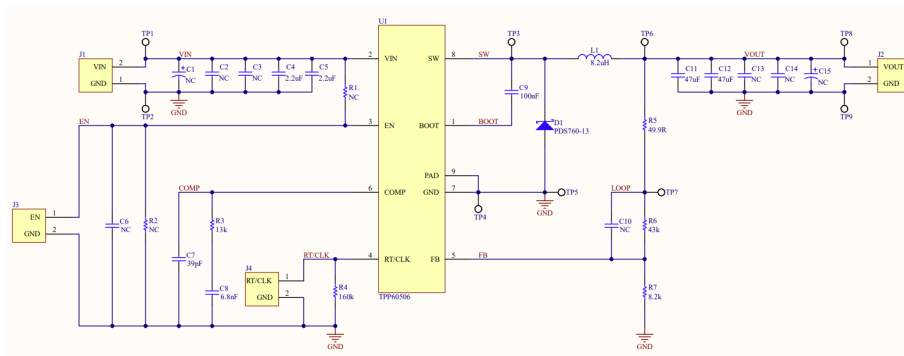 U1
TP1
TP3
TP6
TP8
J1
VIN
2
VIN
2
VIN
SW
8
SW
L1
8.2uH
VOUT
J2
GND
1
C1
NC
C2
NC
C3
NC
C4
2.2uF
C5
2.2uF
C11
47uF
C12
47uF
C13
NC
C14
NC
C15
NC
1
VOUT
2
GND
R1
NC
C9
100nF
TP2
GND
GND
TP9
EN
3
EN
BOOT
1
BOOT
D1
PDS760-13
R5
49.9R
PAD
9
GND
7
TP5
TP4
GND
COMP
6
COMP
LOOP
TP7
J3
EN
1
GND
2
C6
NC
R2
NC
R3
13k
C10
NC
R6
43k
C7
39pF
J4
RT/CLK
1
GND
2
RT/CLK
4
RT/CLK
FB
5
FB
C8
6.8nF
R4
160k
R7
8.2k
TPP60506
GND
GND